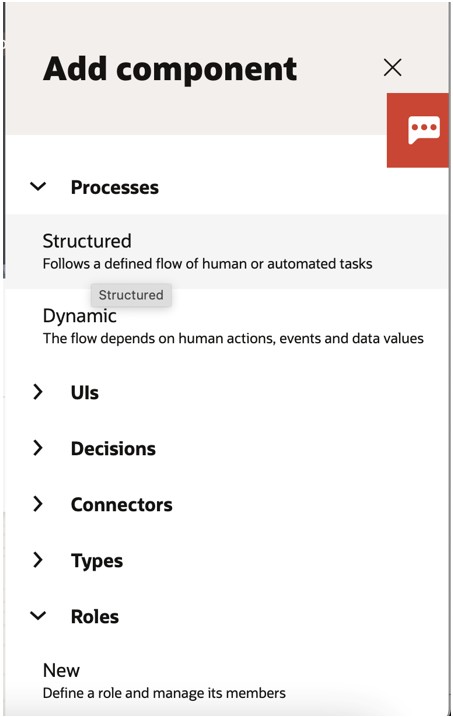 Add component
Processes
Structured
Follows a defined flow of human or automated tasks
Structured
Dynamic
The flow depends on human actions, events and data values
UIs
Decisions
Connectors
Types
Roles
New
Define a role and manage its members